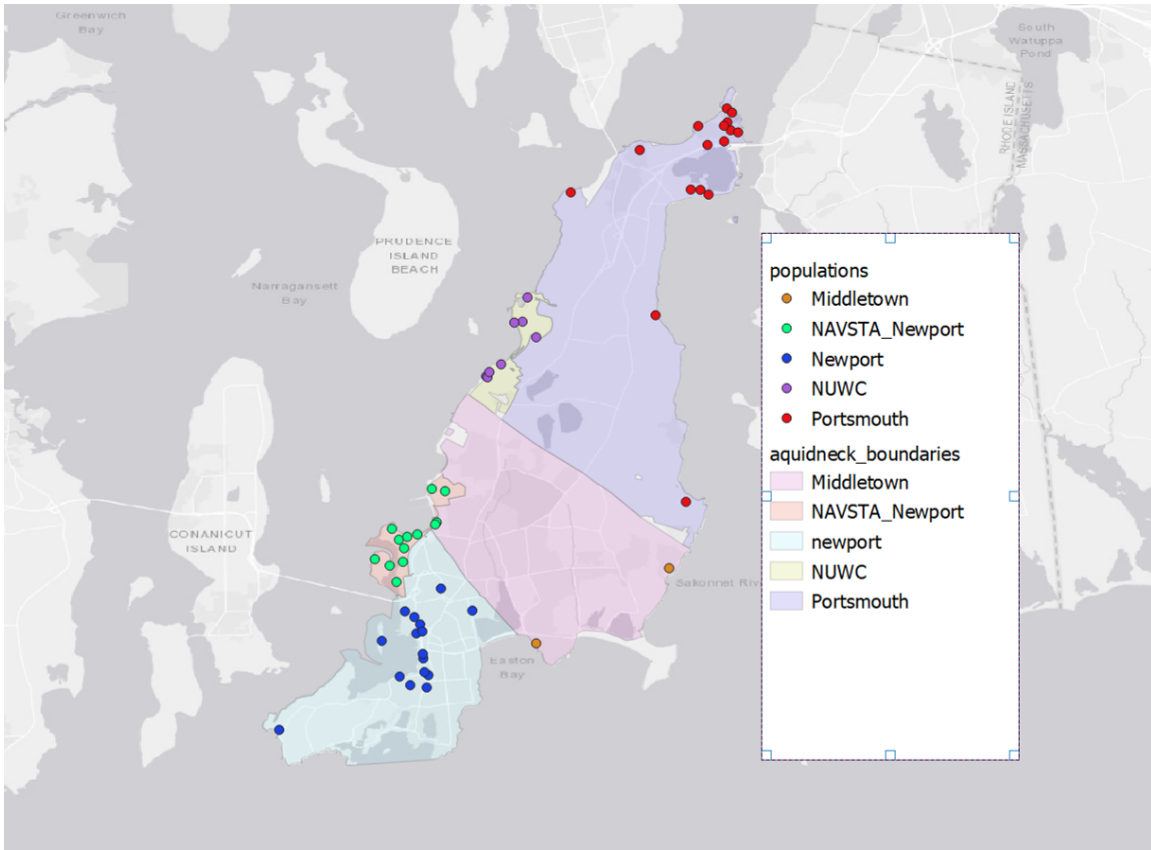 Greenwich
Bay
South
Watuppa
Pond
RHODE ISLAND
MASSACHUSETTS
PRUDENCE
ISLAND
BEACH
Narragansett
Bay
populations
Middletown
NAVSTA_Newport
Newport
NUWC
Portsmouth
aquidneck_boundaries
Middletown
NAVSTA_Newport
newport
NUWC
Portsmouth
CONANICUT
ISLAND
Sakonnet Riv
Easton
Bay